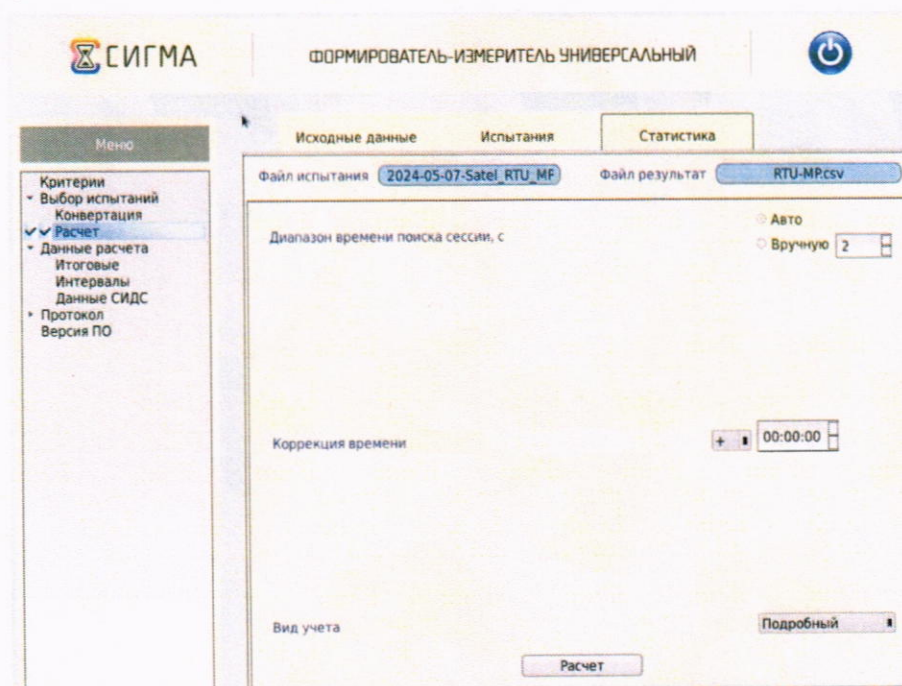 СИГМА
ФОРМИРОВАТЕЛЬ-ИЗМЕРИТЕЛЬ УНИВЕРСАЛЬНЫЙ
Меню
Исходные данные Испытания Статистика
Файл испытания 2024-05-07-Satel_RTU_MF Файл результат RTU-MP.csv
Критерии
Выбор испытаний
Конвертация
Расчет
Данные расчета
Итоговые
Интервалы
Данные СИДС
Протокол
Версия ПО
Диапазон времени поиска сессии, с
Авто
Вручную 2
Коррекция времени + 00:00:00
Вид учета Подробный
Расчет